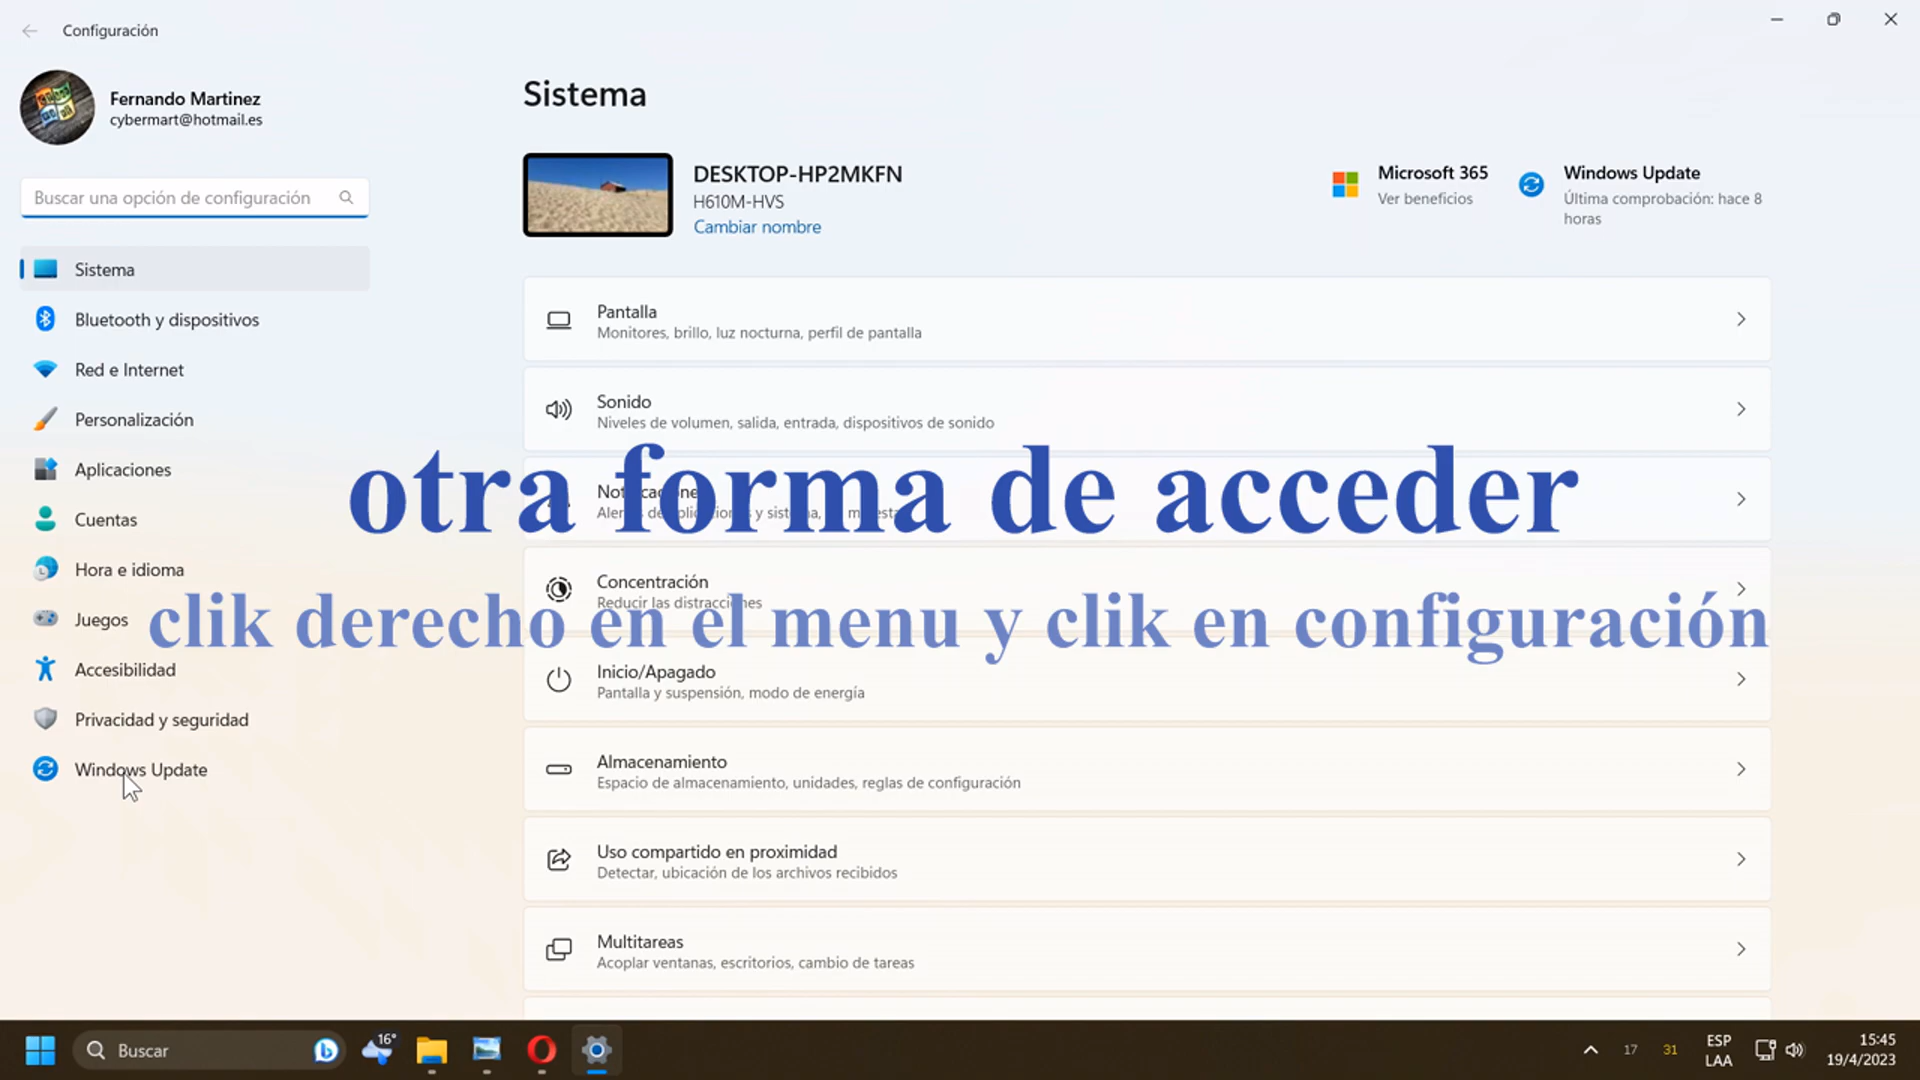 Configuración
Fernando Martinez
cybermart@hotmail.es
Buscar una opción de configuración
Sistema
Bluetooth y dispositivos
Red e Internet
Personalización
Aplicaciones
Cuentas
Hora e idioma
Juegos
Accesibilidad
Privacidad y seguridad
Windows Update
Sistema
DESKTOP-HP2MKFN
H610M-HVS
Cambiar nombre
Microsoft 365
Ver beneficios
Windows Update
Última comprobación: hace 8
horas
Pantalla
Monitores, brillo, luz nocturna, perfil de pantalla
Sonido
Niveles de volumen, salida, entrada, dispositivos de sonido
otra forma de acceder
y
Concentración
Reducir las distracciones
clik derecho en el menu y clik en configuración
Inicio/Apagado
Pantalla y suspensión, modo de energía
Almacenamiento
Espacio de almacenamiento, unidades, reglas de configuración
Uso compartido en proximidad
Detectar, ubicación de los archivos recibidos
Multitareas
Acoplar ventanas, escritorios, cambio de tareas
Buscar
16°
17
31
ESP
LAA
15:45
19/4/2023